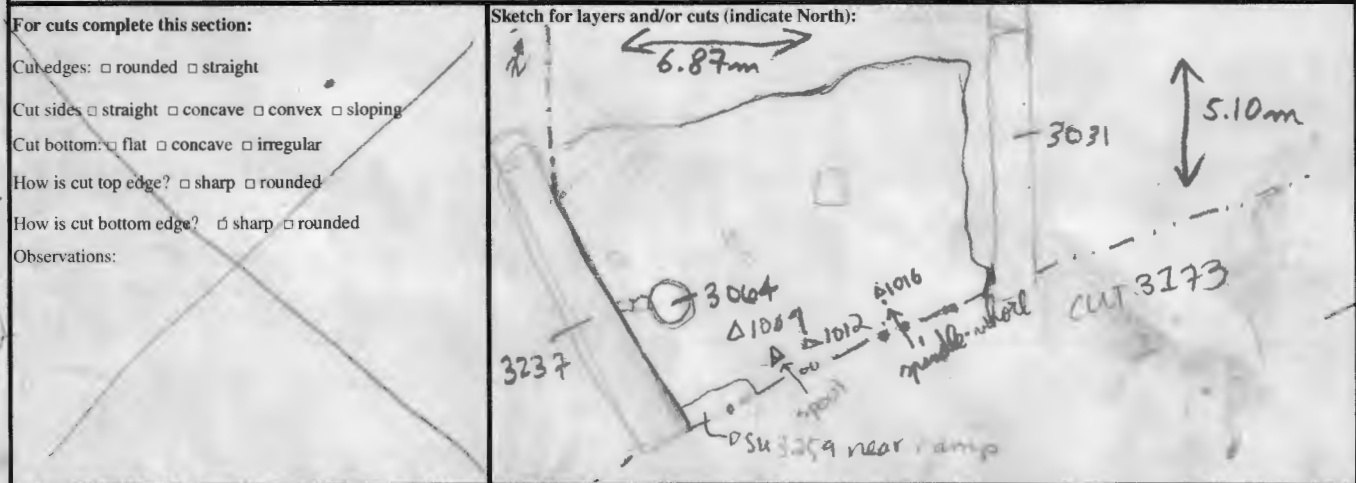 For cuts complete this section:
Cut edges: □ rounded □ straight
Cut sides □ straight □ concave □ convex □ sloping
Cut bottom: □ flat □ concave □ irregular
How is cut top edge? □ sharp □ rounded
How is cut bottom edge? □ sharp □ rounded
Observations:
Sketch for layers and/or cuts (indicate North):
6.87m
5.10m
3031
3064
Δ1009
Δ1012
Δ1016
spindle-whorl
CUT 3173
3237
spool
SU 3259 near ramp